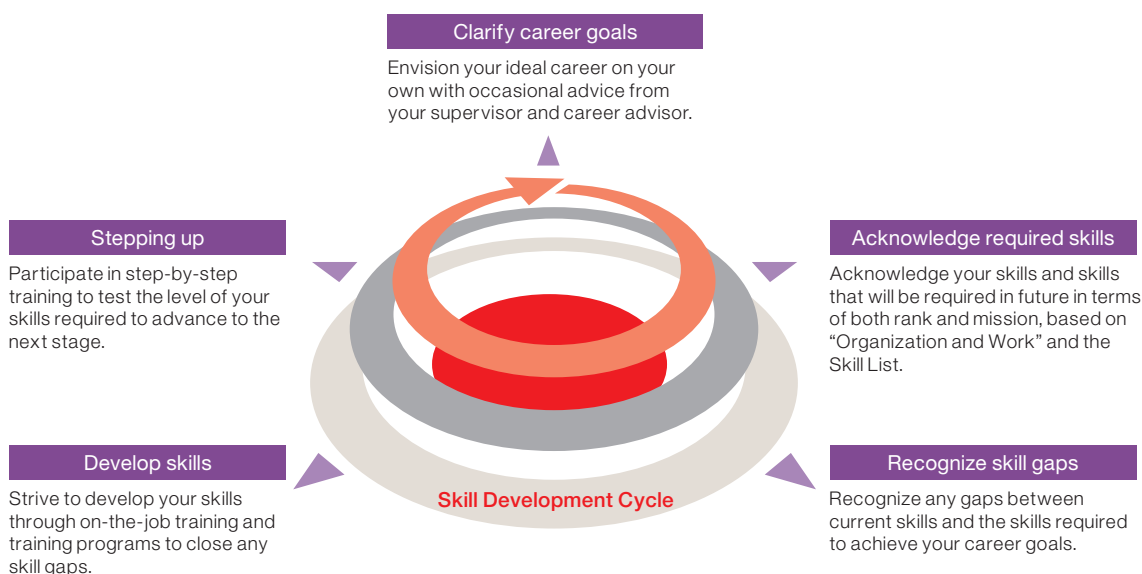 Clarify career goals
Envision your ideal career on your
own with occasional advice from
your supervisor and career advisor.
Stepping up
Participate in step-by-step
training to test the level of your
skills required to advance to the
next stage.
Acknowledge required skills
Acknowledge your skills and skills
that will be required in future in terms
of both rank and mission, based on
“Organization and Work” and the
Skill List.
Develop skills
Strive to develop your skills
through on-the-job training and
training programs to close any
skill gaps.
Skill Development Cycle
Recognize skill gaps
Recognize any gaps between
current skills and the skills required
to achieve your career goals.